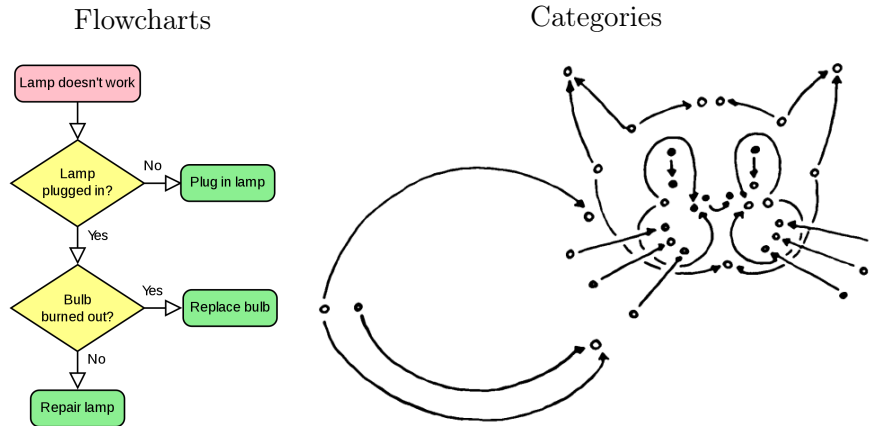 Flowcharts
Categories
Lamp doesn't work
Lamp
plugged in?
No
Plug in lamp
Yes
Bulb
burned out?
Yes
Replace bulb
No
Repair lamp